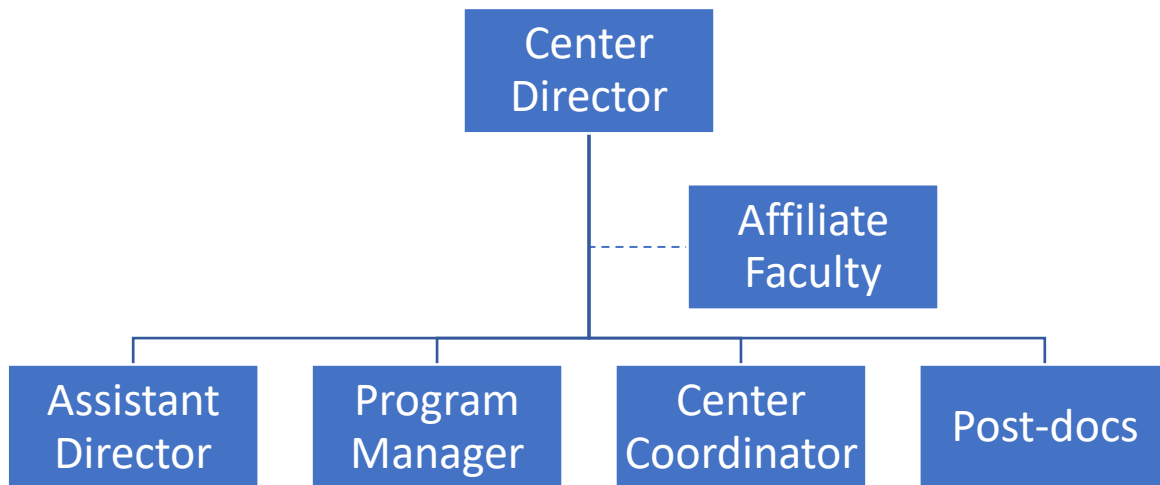 Center
Director
Affiliate
Faculty
Assistant
Director
Program
Manager
Center
Coordinator
Post-docs